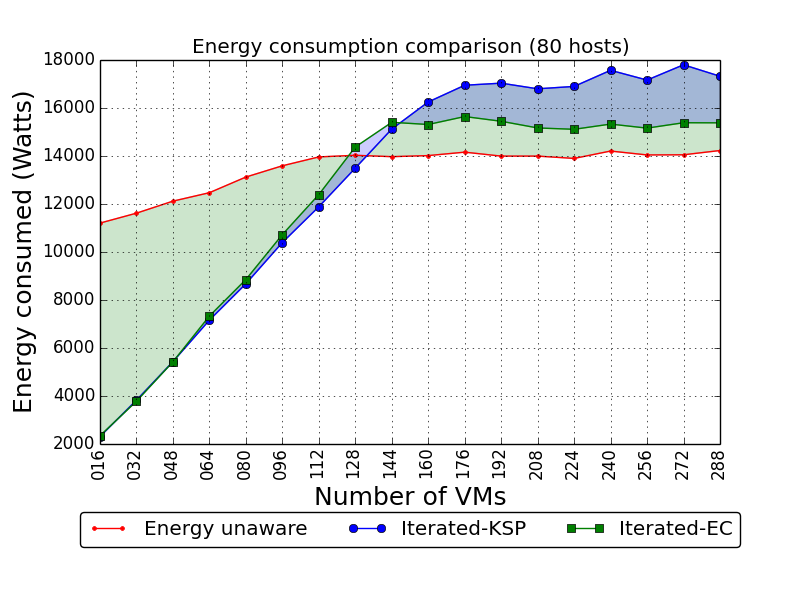 Energy consumption comparison (80 hosts)
18000
16000
14000
12000
10000
8000
6000
4000
2000
Energy consumed (Watts)
016 032 048 064 080 096 112 128 144 160 176 192 208 224 240 256 272 288
Number of VMs
Energy unaware Iterated-KSP Iterated-EC